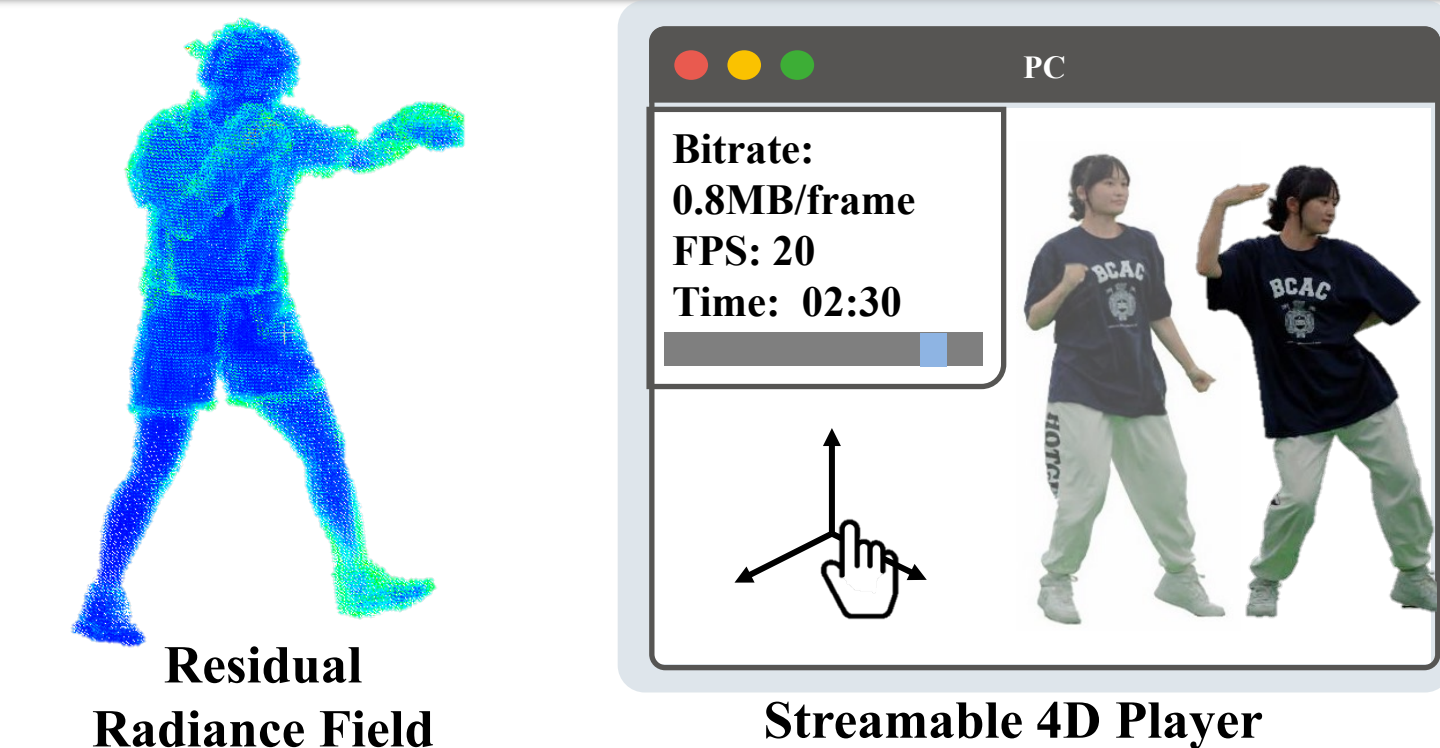 PC
Bitrate:
0.8MB/frame
FPS: 20
Time: 02:30
BCAC
BCAC
Residual
Radiance Field
Streamable 4D Player